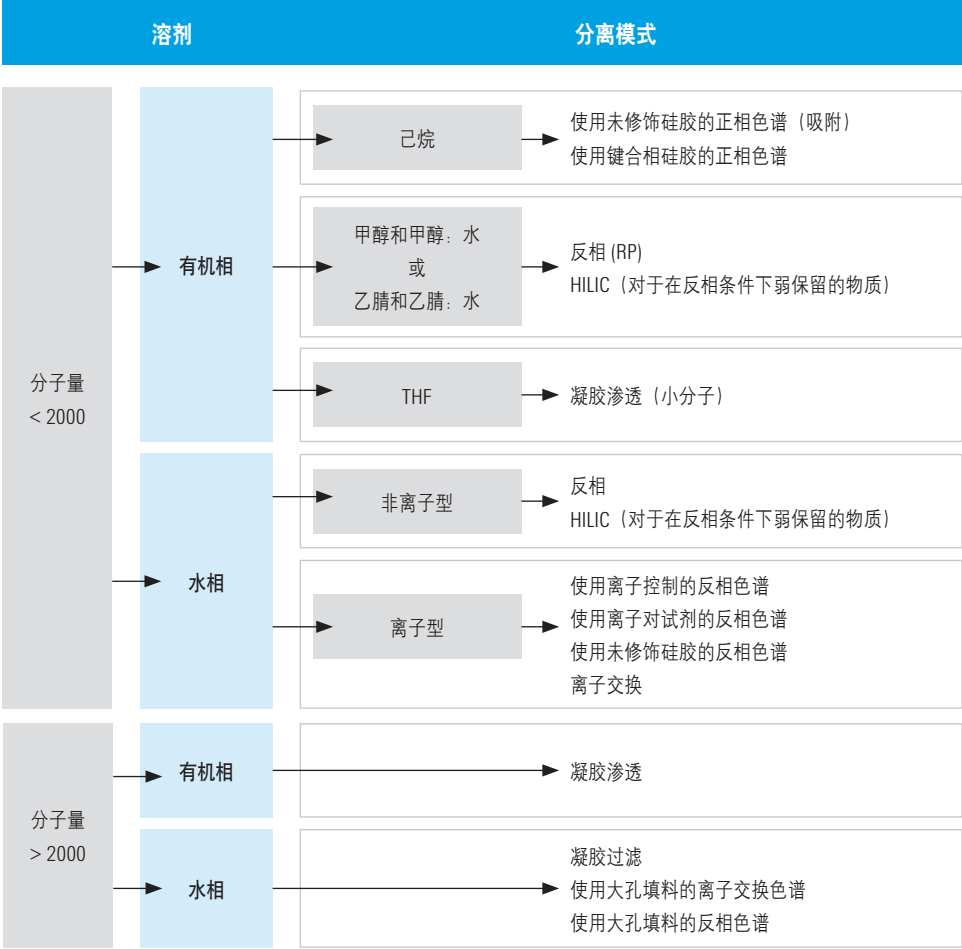 溶剂
分离模式
分子量
< 2000
有机相
己烷
使用未修饰硅胶的正相色谱（吸附）
使用键合相硅胶的正相色谱
甲醇和甲醇：水
或
乙腈和乙腈：水
反相 (RP)
HILIC（对于在反相条件下弱保留的物质）
THF
凝胶渗透（小分子）
水相
非离子型
反相
HILIC（对于在反相条件下弱保留的物质）
离子型
使用离子控制的反相色谱
使用离子对试剂的反相色谱
使用未修饰硅胶的反相色谱
离子交换
分子量
> 2000
有机相
凝胶渗透
水相
凝胶过滤
使用大孔填料的离子交换色谱
使用大孔填料的反相色谱